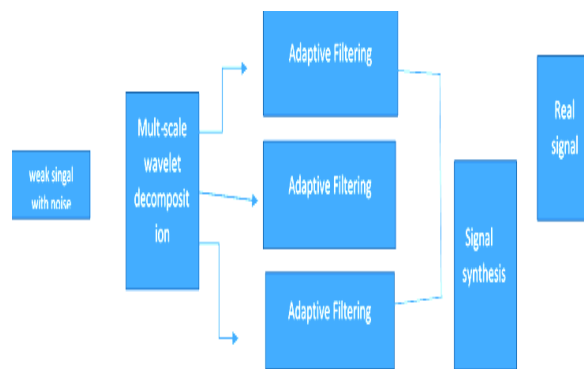 weak singal
with noise
Mult-scale
wavelet
decomposit
ion
Adaptive Filtering
Adaptive Filtering
Adaptive Filtering
Signal
synthesis
Real
signal